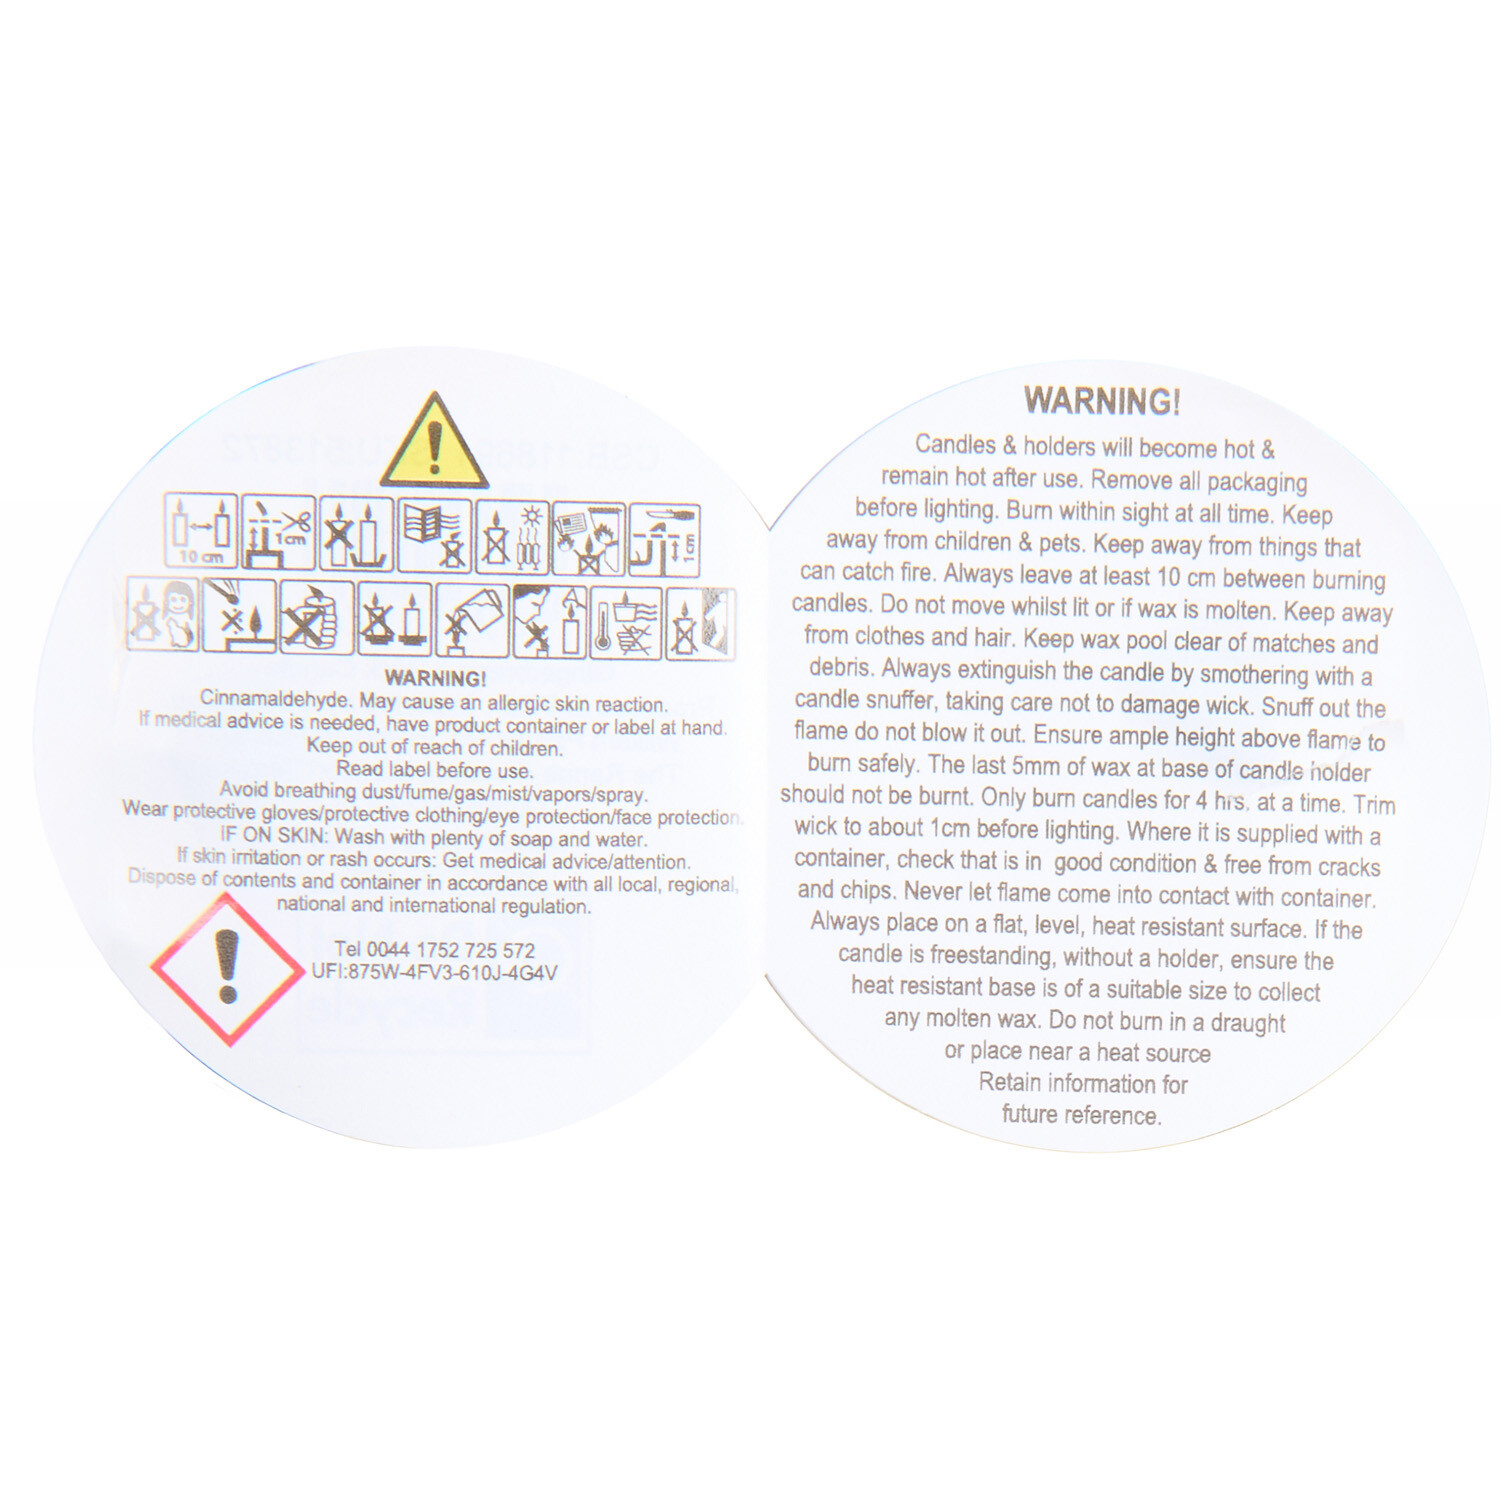 10 cm
1cm
1cm
WARNING!
Cinnamaldehyde. May cause an allergic skin reaction.
If medical advice is needed, have product container or label at hand.
Keep out of reach of children.
Read label before use.
Avoid breathing dust/fume/gas/mist/vapors/spray.
Wear protective gloves/protective clothing/eye protection/face protection.
IF ON SKIN: Wash with plenty of soap and water.
If skin irritation or rash occurs: Get medical advice/attention.
Dispose of contents and container in accordance with all local, regional,
national and international regulation.
Tel 0044 1752 725 572
UFI:875W-4FV3-610J-4G4V
WARNING!
Candles & holders will become hot &
remain hot after use. Remove all packaging
before lighting. Burn within sight at all time. Keep
away from children & pets. Keep away from things that
can catch fire. Always leave at least 10 cm between burning
candles. Do not move whilst lit or if wax is molten. Keep away
from clothes and hair. Keep wax pool clear of matches and
debris. Always extinguish the candle by smothering with a
candle snuffer, taking care not to damage wick. Snuff out the
flame do not blow it out. Ensure ample height above flame to
burn safely. The last 5mm of wax at base of candle holder
should not be burnt. Only burn candles for 4 hrs, at a time. Trim
wick to about 1cm before lighting. Where it is supplied with a
container, check that is in good condition & free from cracks
and chips. Never let flame come into contact with container.
Always place on a flat, level, heat resistant surface. If the
candle is freestanding, without a holder, ensure the
heat resistant base is of a suitable size to collect
any molten wax. Do not burn in a draught
or place near a heat source
Retain information for
future reference.